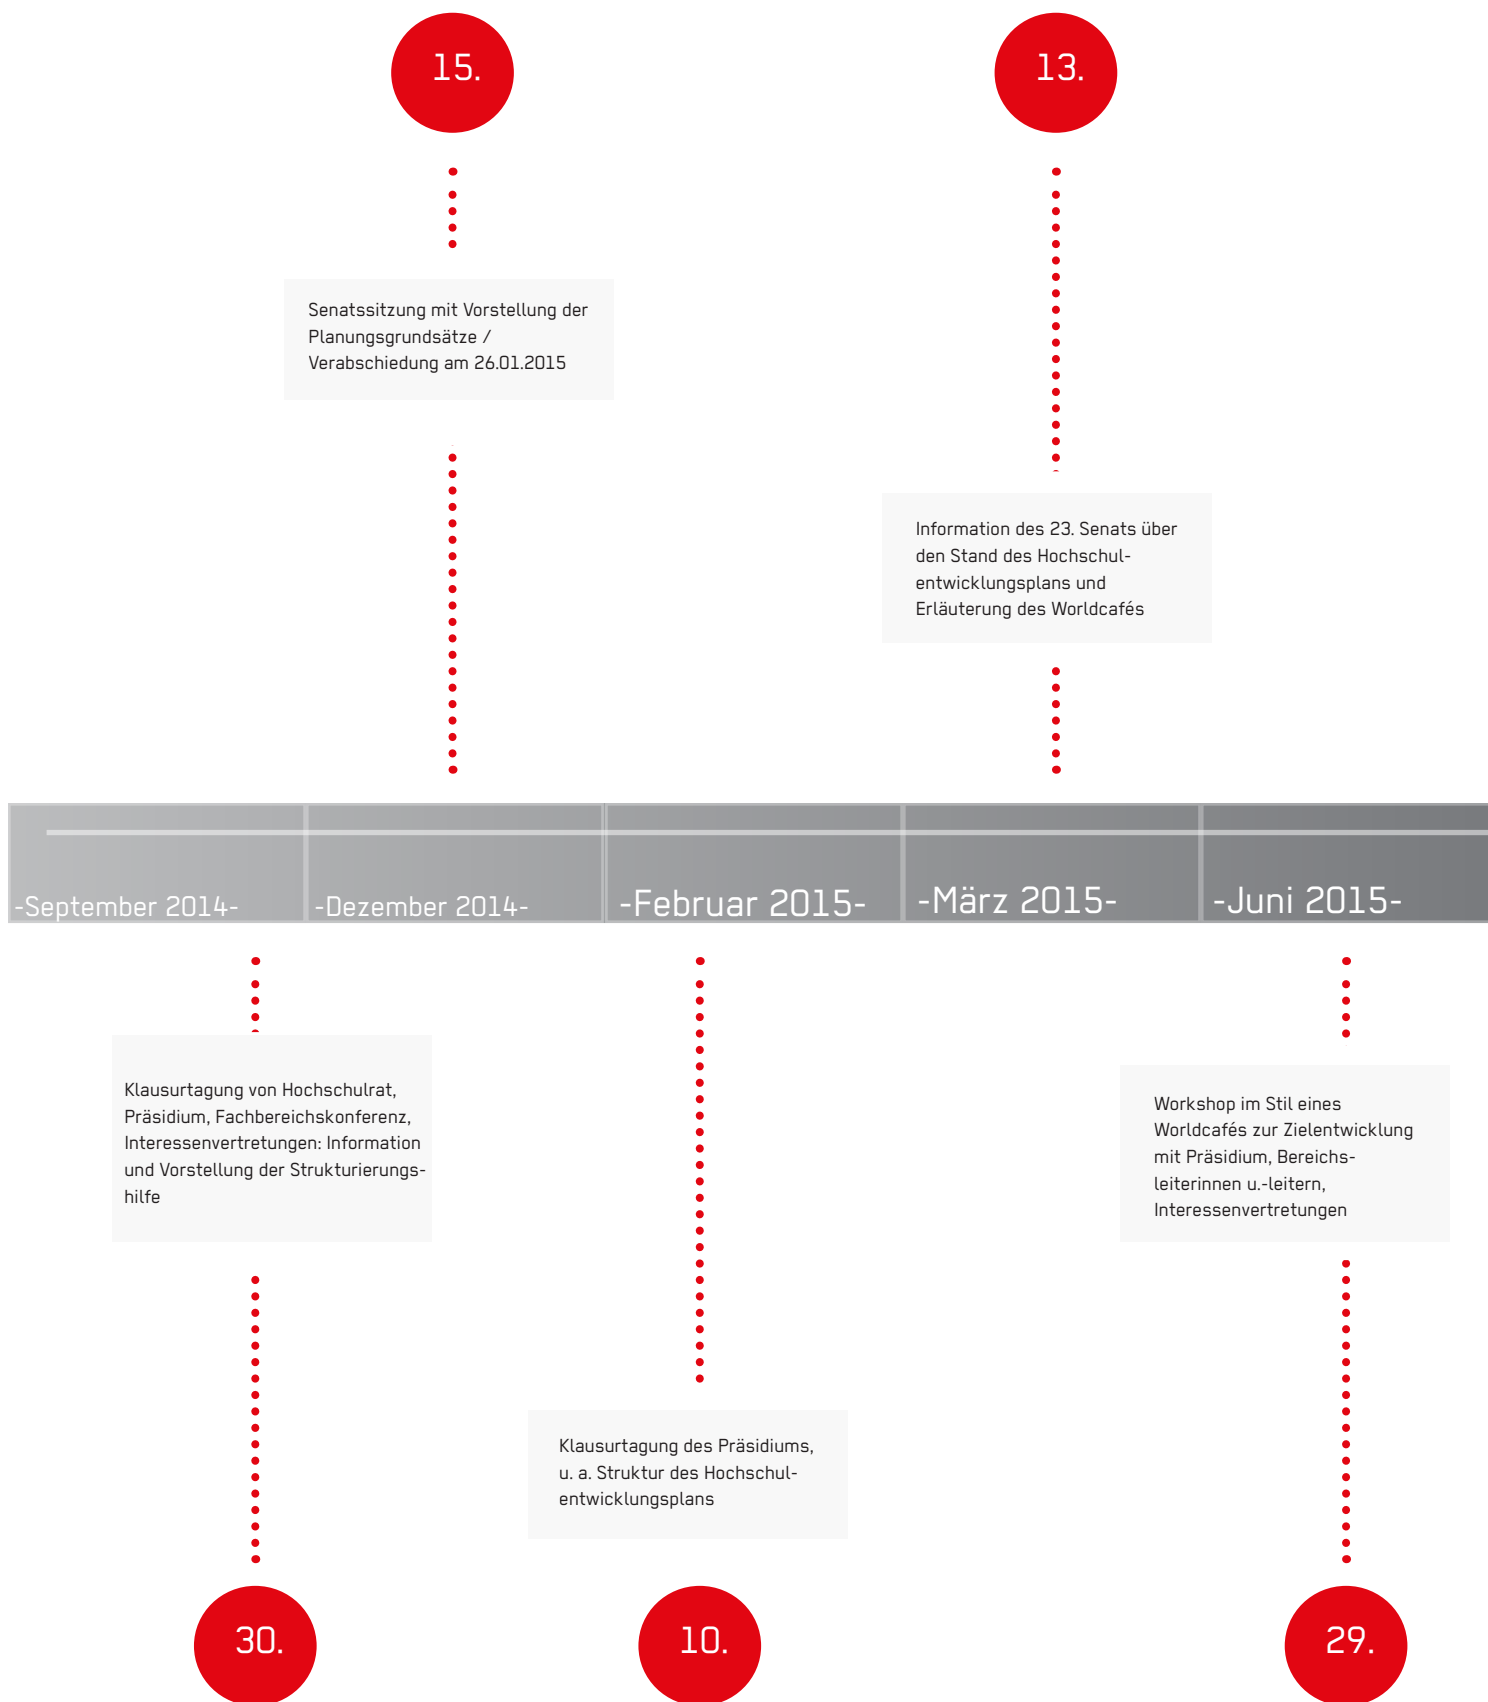 15.
13.
Senatssitzung mit Vorstellung der
Planungsgrundsätze /
Verabschiedung am 26.01.2015
Information des 23. Senats über
den Stand des Hochschul-
entwicklungsplans und
Erläuterung des Worldcafés
-September 2014-
-Dezember 2014-
-Februar 2015-
-März 2015-
-Juni 2015-
Klausurtagung von Hochschulrat,
Präsidium, Fachbereichskonferenz,
Interessenvertretungen: Information
und Vorstellung der Strukturierungs-
hilfe
Workshop im Stil eines
Worldcafés zur Zielentwicklung
mit Präsidium, Bereichs-
leiterinnen u.-leitern,
Interessenvertretungen
Klausurtagung des Präsidiums,
u. a. Struktur des Hochschul-
entwicklungsplans
30.
10.
29.